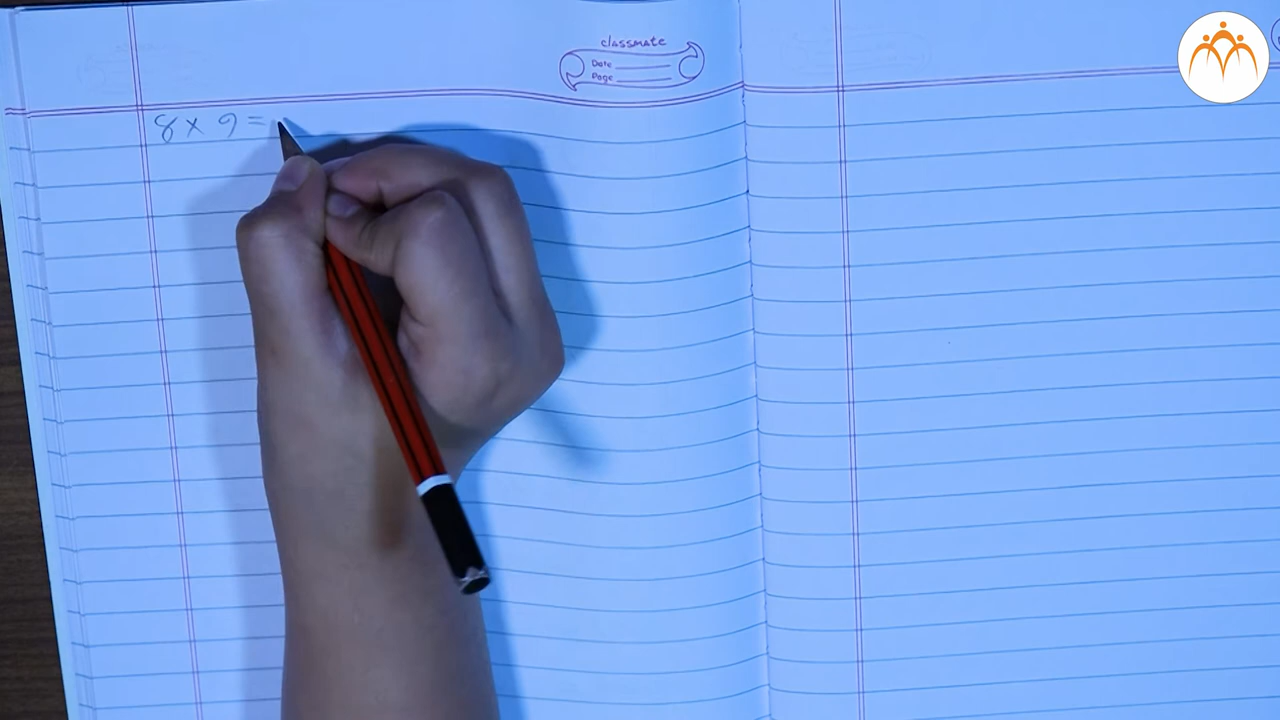 classmate
Date
Page
8 × 9 =